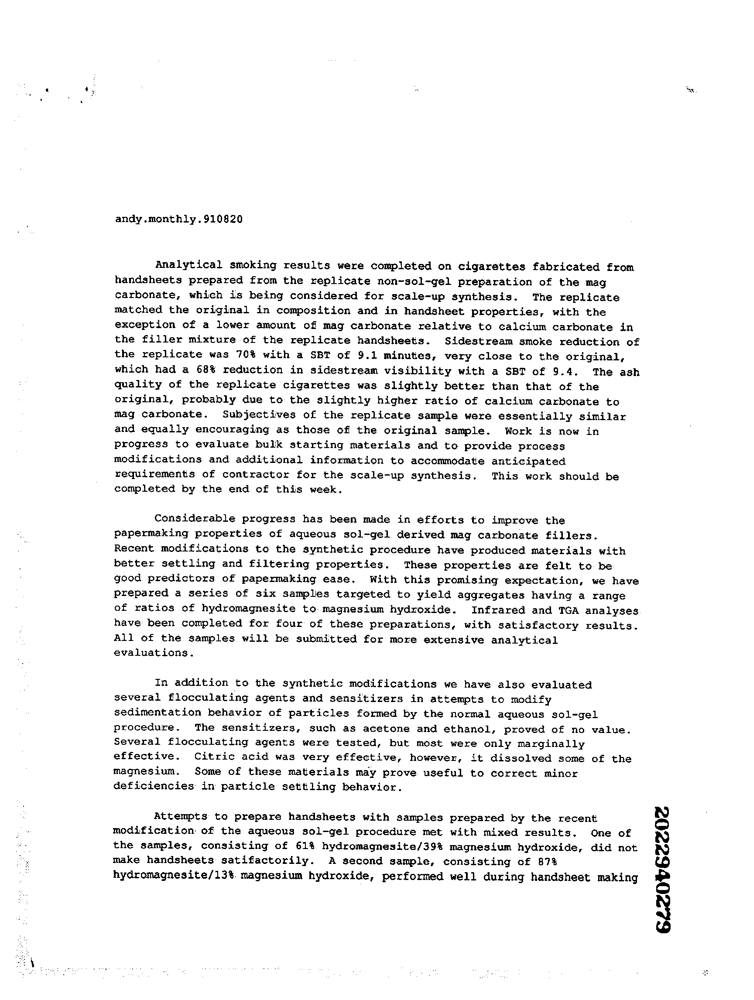 andy.monthly.910820
Analytical smoking results were completed on cigarettes fabricated from
handsheets prepared from the replicate non-sol-gel preparation of the mag
carbonate, which is being considered for scale-up synthesis. The replicate
matched the original in composition and in handsheet properties, with the
exception of a lower amount of mag carbonate relative to calcium carbonate in
the filler mixture of the replicate handsheets. Sidestream smoke reduction of
the replicate was 70% with a SBT of 9.1 minutes, very close to the original,
which had a 68% reduction in sidestream visibility with a SBT of 9.4. The ash
quality of the replicate cigarettes was slightly better than that of the
original, probably due to the slightly higher ratio of calcium carbonate to
mag carbonate. Subjectives of the replicate sample were essentially similar
and equally encouraging as those of the original sample. Work is now in
progress to evaluate bulk starting materials and to provide process
modifications and additional information to accommodate anticipated
requirements of contractor for the scale-up synthesis. This work should be
completed by the end of this week.
Considerable progress has been made in efforts to improve the
papermaking properties of aqueous sol-gel derived mag carbonate fillers.
Recent modifications to the synthetic procedure have produced materials with
better settling and filtering properties. These properties are felt to be
good predictors of papermaking ease. With this promising expectation, we have
prepared a series of six samples targeted to yield aggregates having a range
of ratios of hydromagnesite to magnesium hydroxide. Infrared and TGA analyses
have been completed for four of these preparations, with satisfactory results.
All of the samples will be submitted for more extensive analytical
evaluations.
In addition to the synthetic modifications we have also evaluated
several flocculating agents and sensitizers in attempts to modify
sedimentation behavior of particles formed by the normal aqueous sol-gel
procedure. The sensitizers, such as acetone and ethanol, proved of no value.
Several flocculating agents were tested, but most were only marginally
effective. Citric acid was very effective, however, it dissolved some of the
magnesium. Some of these materials may prove useful to correct minor
deficiencies in particle settling behavior.
Attempts to prepare handsheets with samples prepared by the recent
modification of the aqueous sol-gel procedure met with mixed results. One of
the samples, consisting of 61% hydromagnesite/39% magnesium hydroxide, did not
make handsheets satifactorily. A second sample, consisting of 87%
hydromagnesite/13% magnesium hydroxide, performed well during handsheet making
2022940279